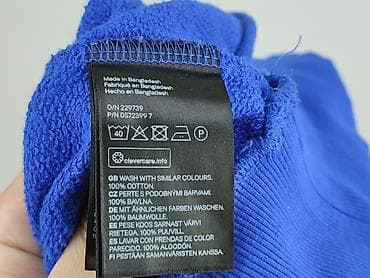 Made in Bangladesh
Fabriqué en Bangladesh
Hecho en Bangladesh
O/N 229739
P/N 0572399 7
40
P
clevercare.info
GB WASH WITH SIMILAR COLOURS.
100% COTTON.
CZ PERTE S PODOBNÝMI BARVAMI.
100% BAVLNA.
DE MIT ÄHNLICHEN FARBEN WASCHEN.
100% BAUMWOLLE.
EE PESE KOOS SARNAST VÄRVI
RIETEGA. 100% PUUVILL.
ES LAVAR CON PRENDAS DE COLOR
PARECIDO. 100% ALGODÓN.
FI PESTÄÄN SAMANVÄRISTEN KANSSA.